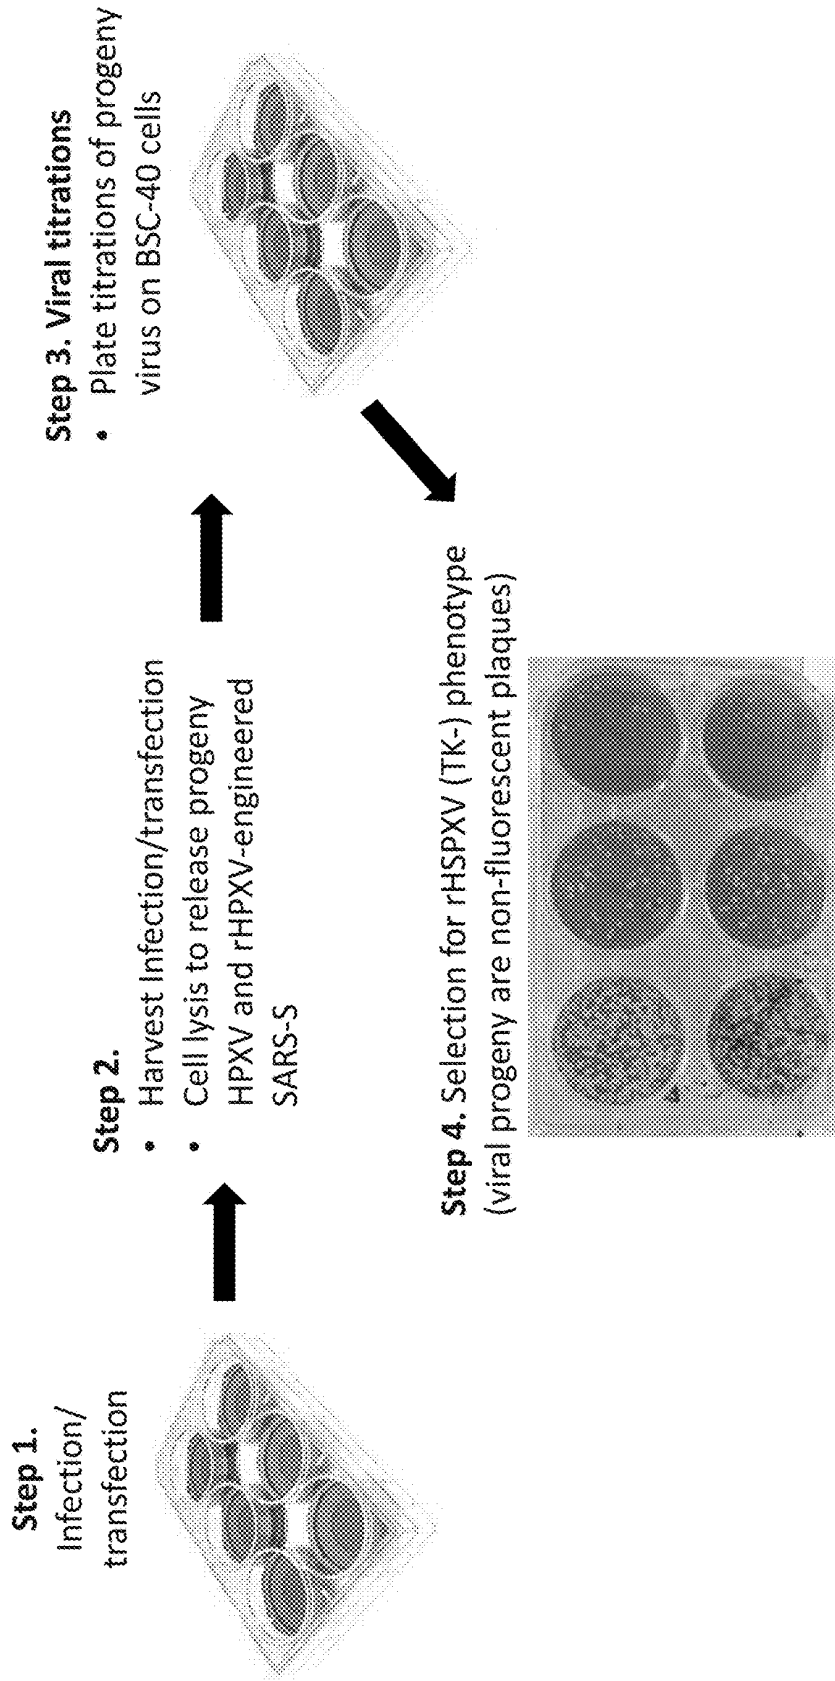 Step 1.
Infection/
transfection
Step 2.
• Harvest Infection/transfection
• Cell lysis to release progeny
HPXV and rHPXV-engineered
SARS-S
Step 3. Viral titrations
• Plate titrations of progeny
virus on BSC-40 cells
Step 4. Selection for rHSPXV (TK-) phenotype
(viral progeny are non-fluorescent plaques)